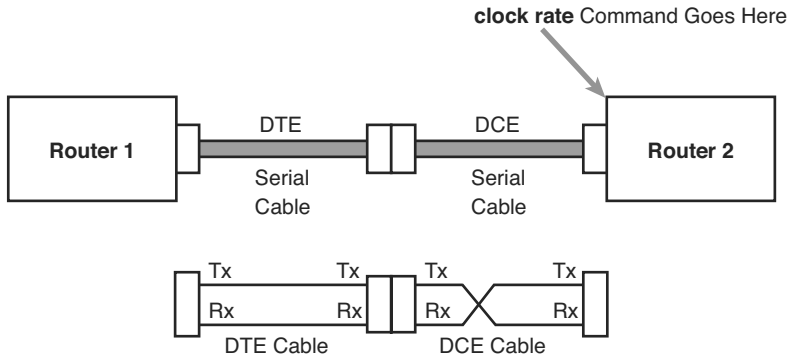 clock rate Command Goes Here
DTE
DCE
Router 1
Router 2
Serial
Cable
Serial
Cable
Tx
Tx
Tx
Tx
Rx
Rx
Rx
Rx
DTE Cable
DCE Cable